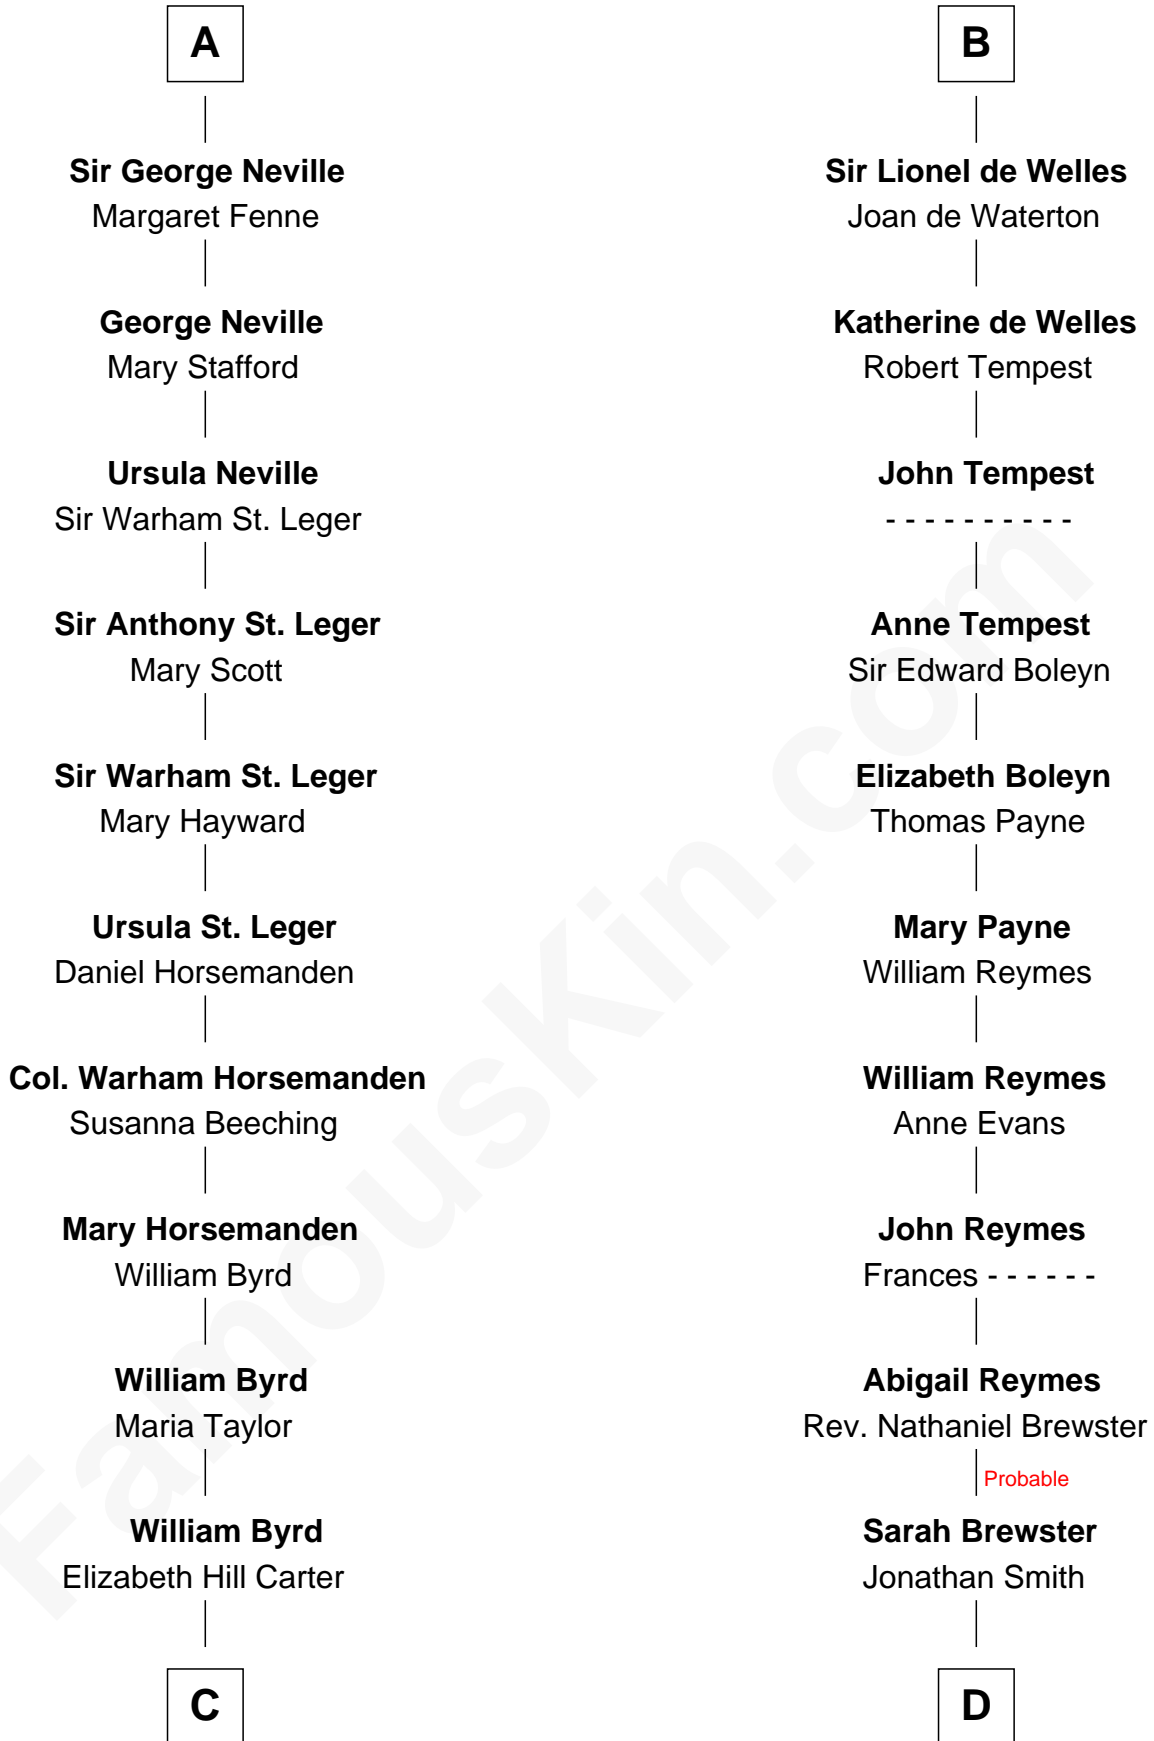 A
Sir George Neville
Margaret Fenne
George Neville
Mary Stafford
Ursula Neville
Sir Warham St. Leger
Sir Anthony St. Leger
Mary Scott
Sir Warham St. Leger
Mary Hayward
Ursula St. Leger
Daniel Horsemanden
Col. Warham Horsemanden
Susanna Beeching
Mary Horsemanden
William Byrd
William Byrd
Maria Taylor
William Byrd
Elizabeth Hill Carter
C
B
Sir Lionel de Welles
Joan de Waterton
Katherine de Welles
Robert Tempest
John Tempest
- - - - - - - - - -
Anne Tempest
Sir Edward Boleyn
Elizabeth Boleyn
Thomas Payne
Mary Payne
William Reymes
William Reymes
Anne Evans
John Reymes
Frances - - - - - -
Abigail Reymes
Rev. Nathaniel Brewster
Probable
Sarah Brewster
Jonathan Smith
D
FamousKin.com